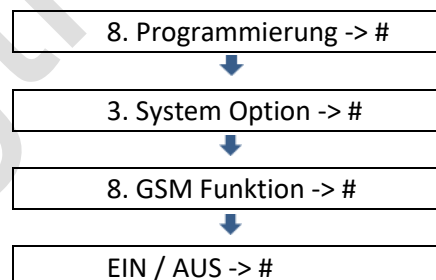 8. Programmierung -> #
3. System Option -> #
8. GSM Funktion -> #
EIN / AUS -> #